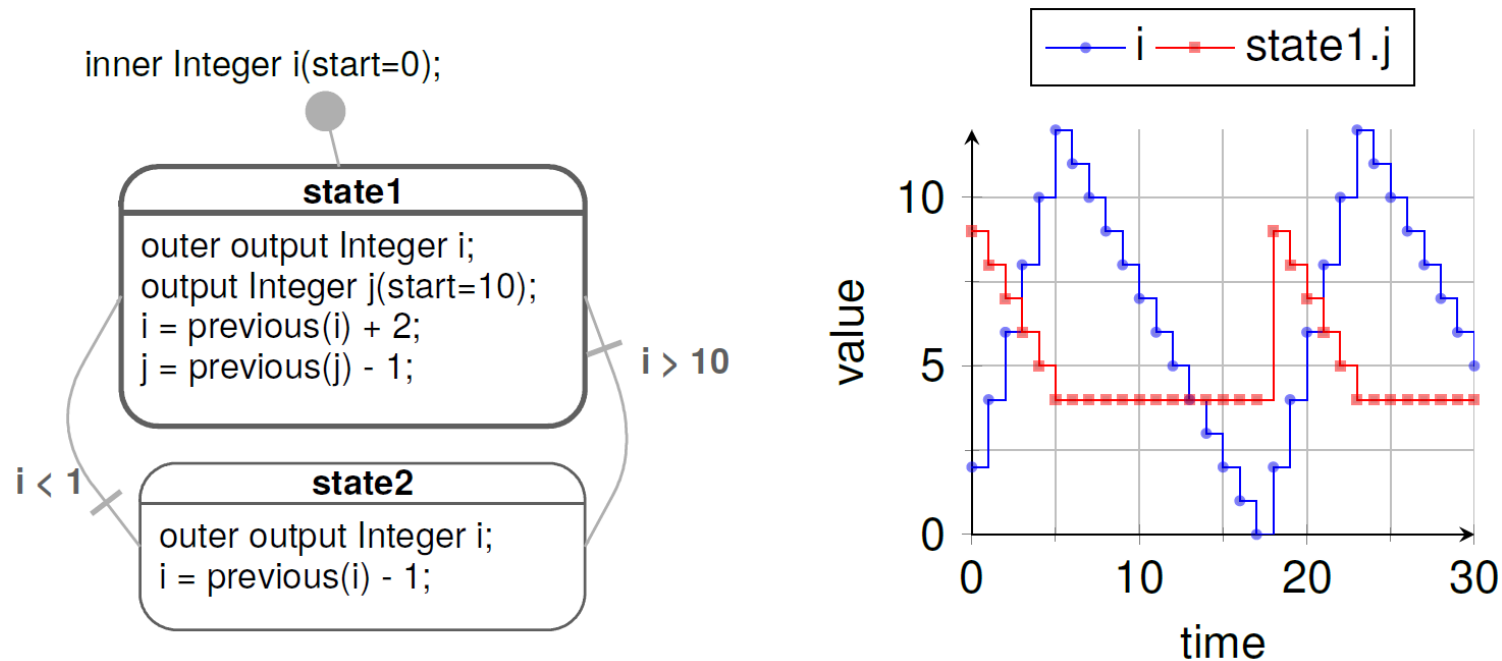 inner Integer i(start=0);
state1
outer output Integer i;
output Integer j(start=10);
i = previous(i) + 2;
j = previous(j) - 1;
i > 10
i < 1
state2
outer output Integer i;
i = previous(i) - 1;
i state1.j
value
10
5
0
0 10 20 30
time